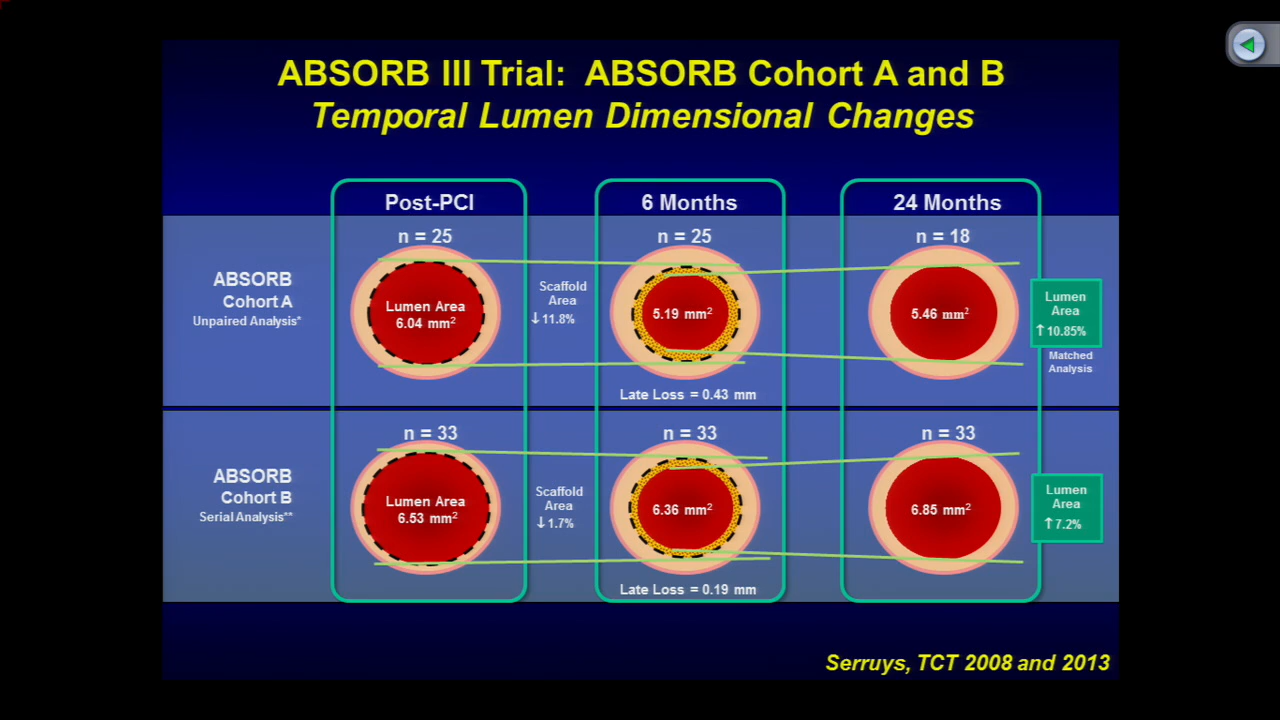 ABSORB III Trial:  ABSORB Cohort A and B
Temporal Lumen Dimensional Changes
Post-PCI
6 Months
24 Months
n = 25
n = 25
n = 18
ABSORB
Cohort A
Unpaired Analysis*
Lumen Area
6.04 mm²
Scaffold
Area
↓11.8%
5.19 mm²
5.46 mm²
Lumen
Area
↑10.85%
Matched
Analysis
Late Loss = 0.43 mm
n = 33
n = 33
n = 33
ABSORB
Cohort B
Serial Analysis**
Lumen Area
6.53 mm²
Scaffold
Area
↓1.7%
6.36 mm²
6.85 mm²
Lumen
Area
↑7.2%
Late Loss = 0.19 mm
Serruys, TCT 2008 and 2013